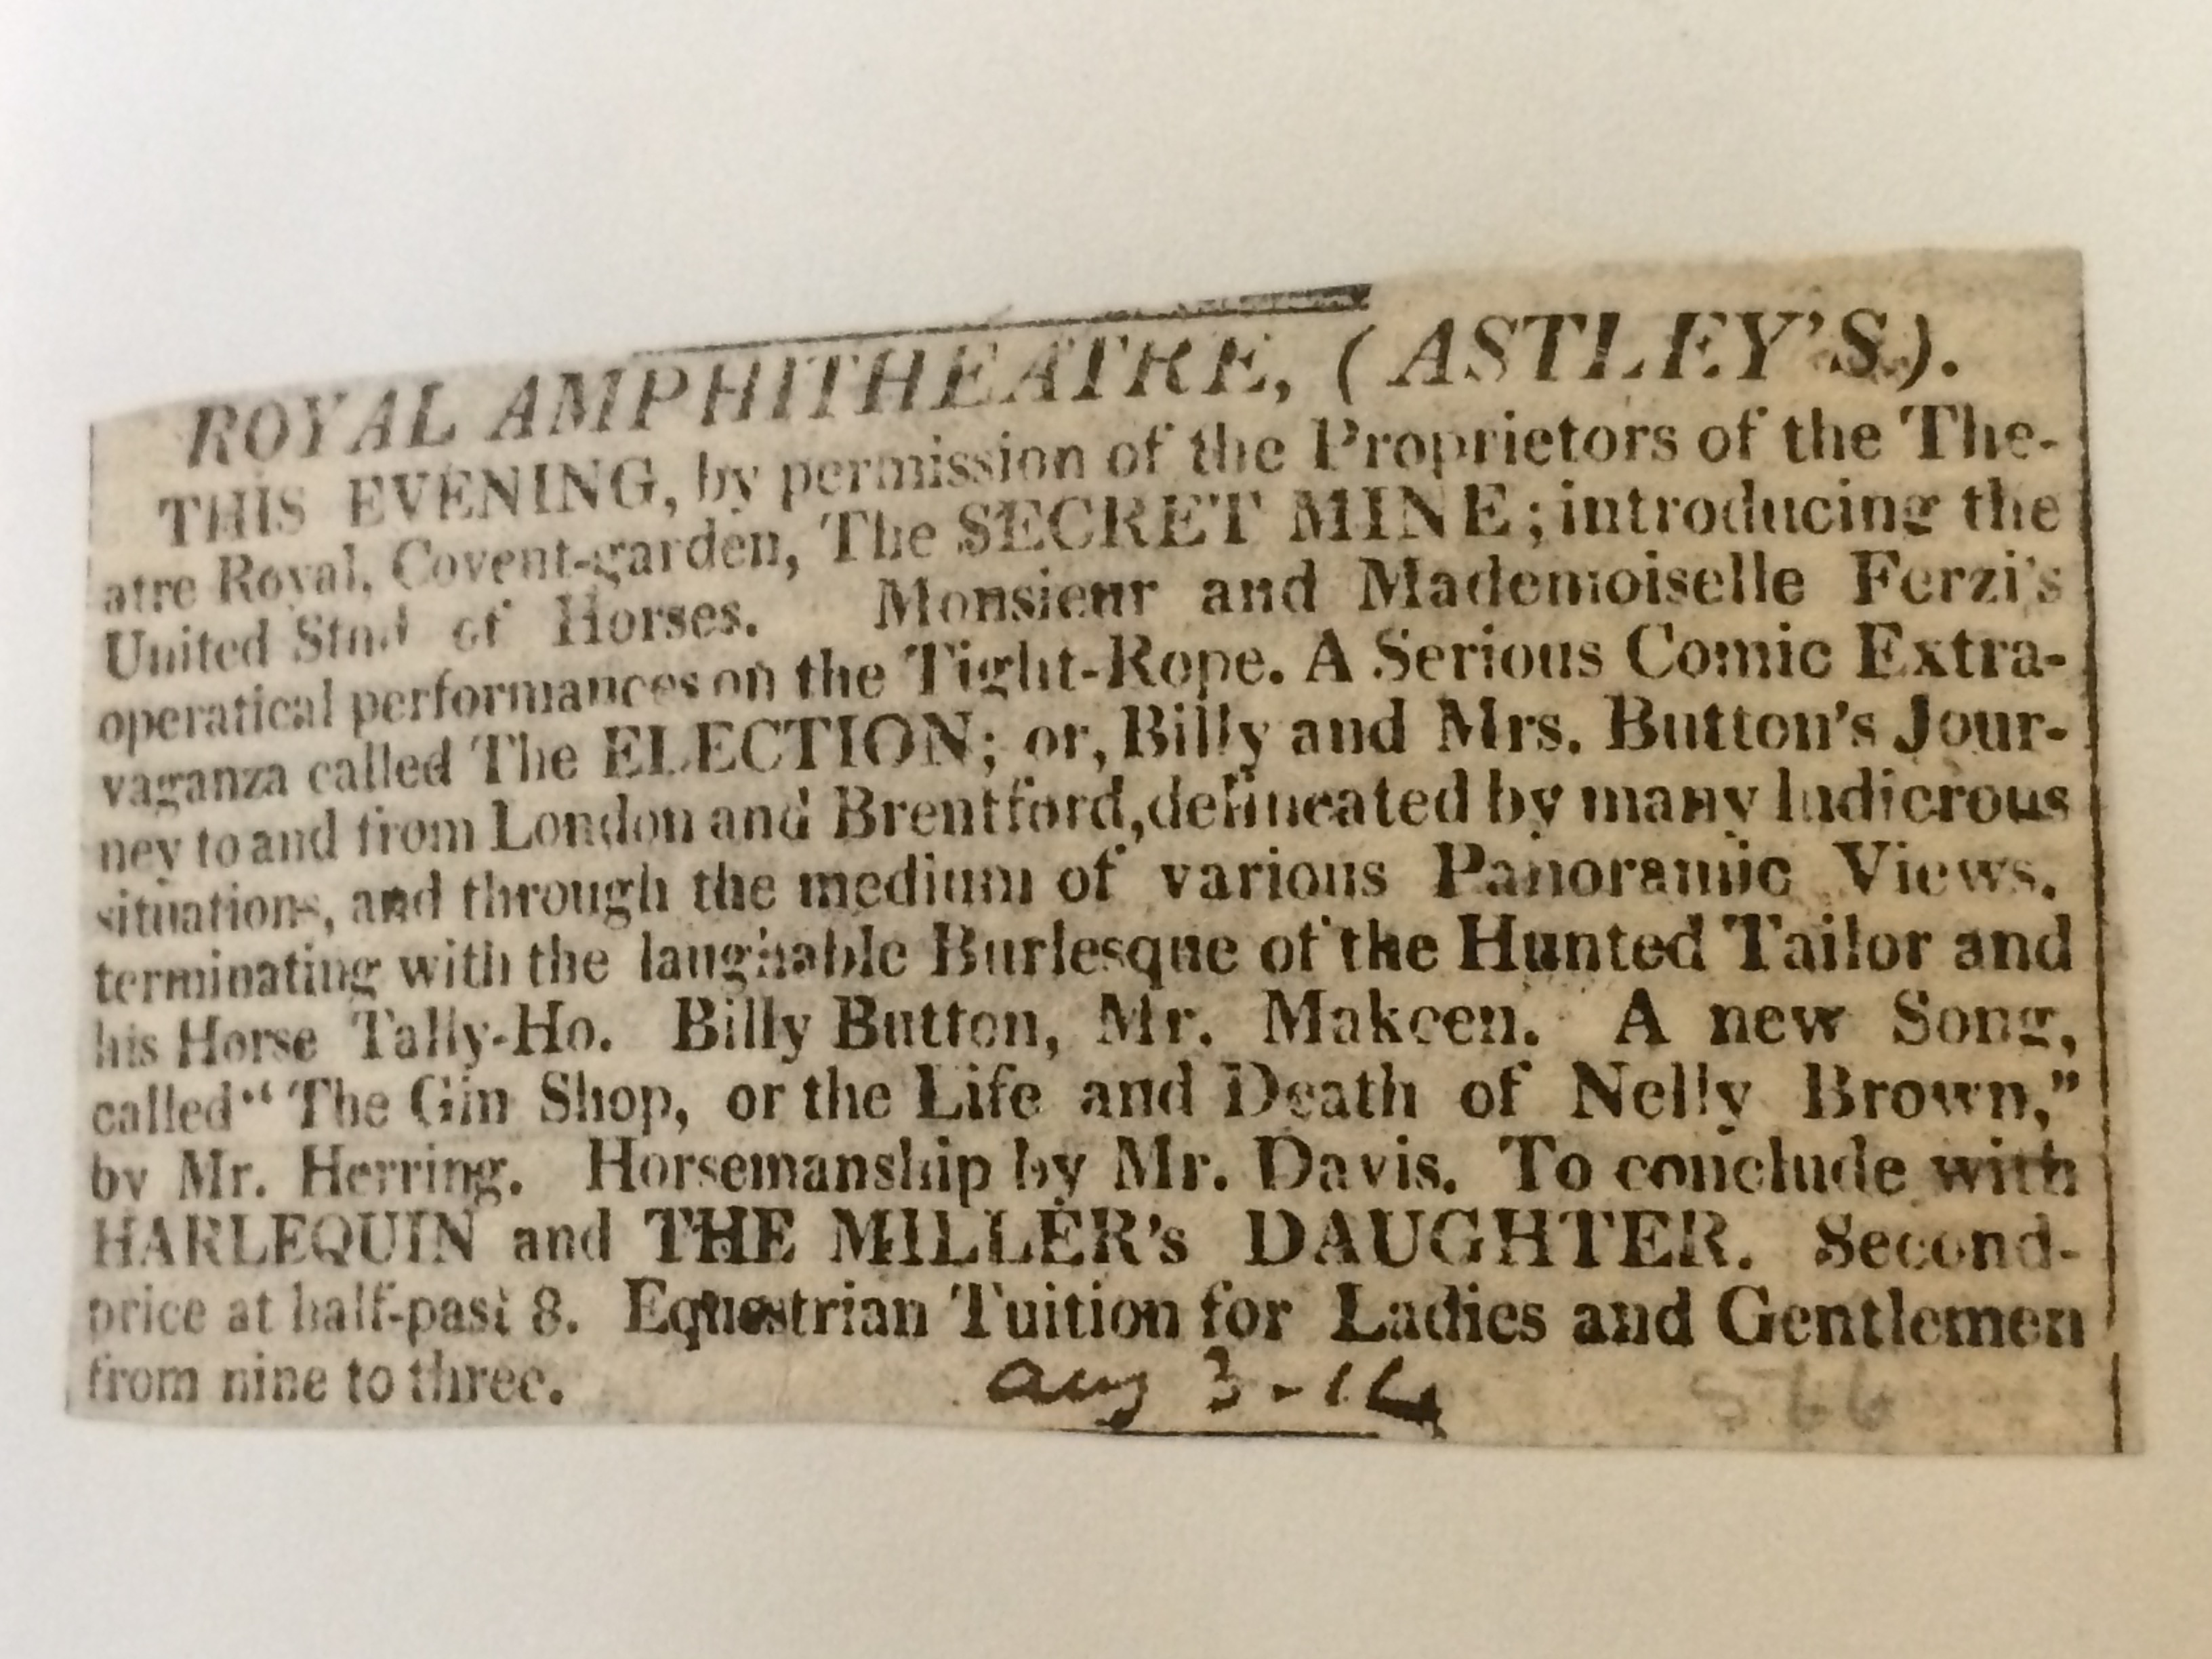 ROYAL AMPHITHEATRE, (ASTLEY'S).
THIS EVENING, by permission of the Proprietors of the The-
atre Royal, Covent-garden, The SECRET MINE; introducing the
United Stud of Horses. Monsieur and Mademoiselle Ferzi's
operatical performances on the Tight-Rope. A Serious Comic Extra-
vaganza called The ELECTION; or, Billy and Mrs. Button's Jour-
ney to and from London and Brentford, delineated by many ludicrous
situations, and through the medium of various Panoramic Views,
terminating with the laughable Burlesque of the Hunted Tailor and
his Horse Tally-Ho. Billy Button, Mr. Makeen. A new Song,
called "The Gin Shop, or the Life and Death of Nelly Brown,"
by Mr. Herring. Horsemanship by Mr. Davis. To conclude with
HARLEQUIN and THE MILLER's DAUGHTER. Second-
price at half-past 8. Equestrian Tuition for Ladies and Gentlemen
from nine to three.
Aug 3-14
566